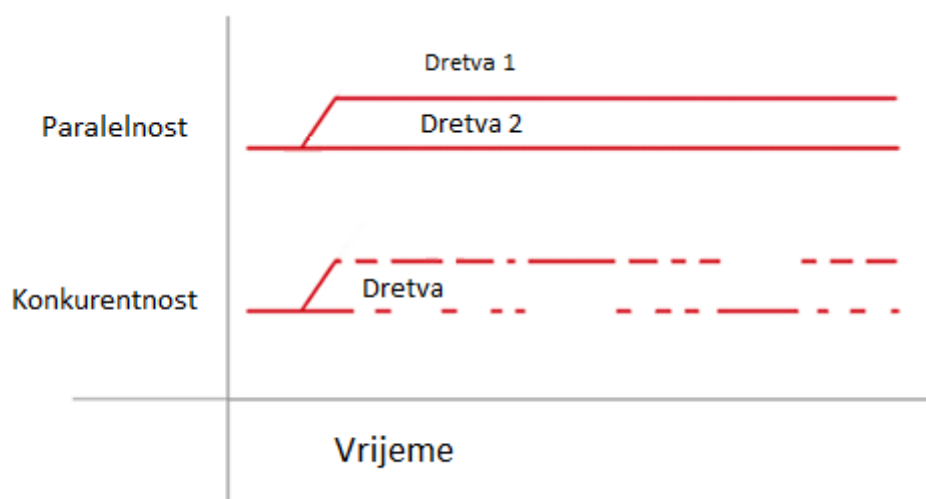 Dretva 1
Paralelnost
Dretva 2
Konkurentnost
Dretva
Vrijeme